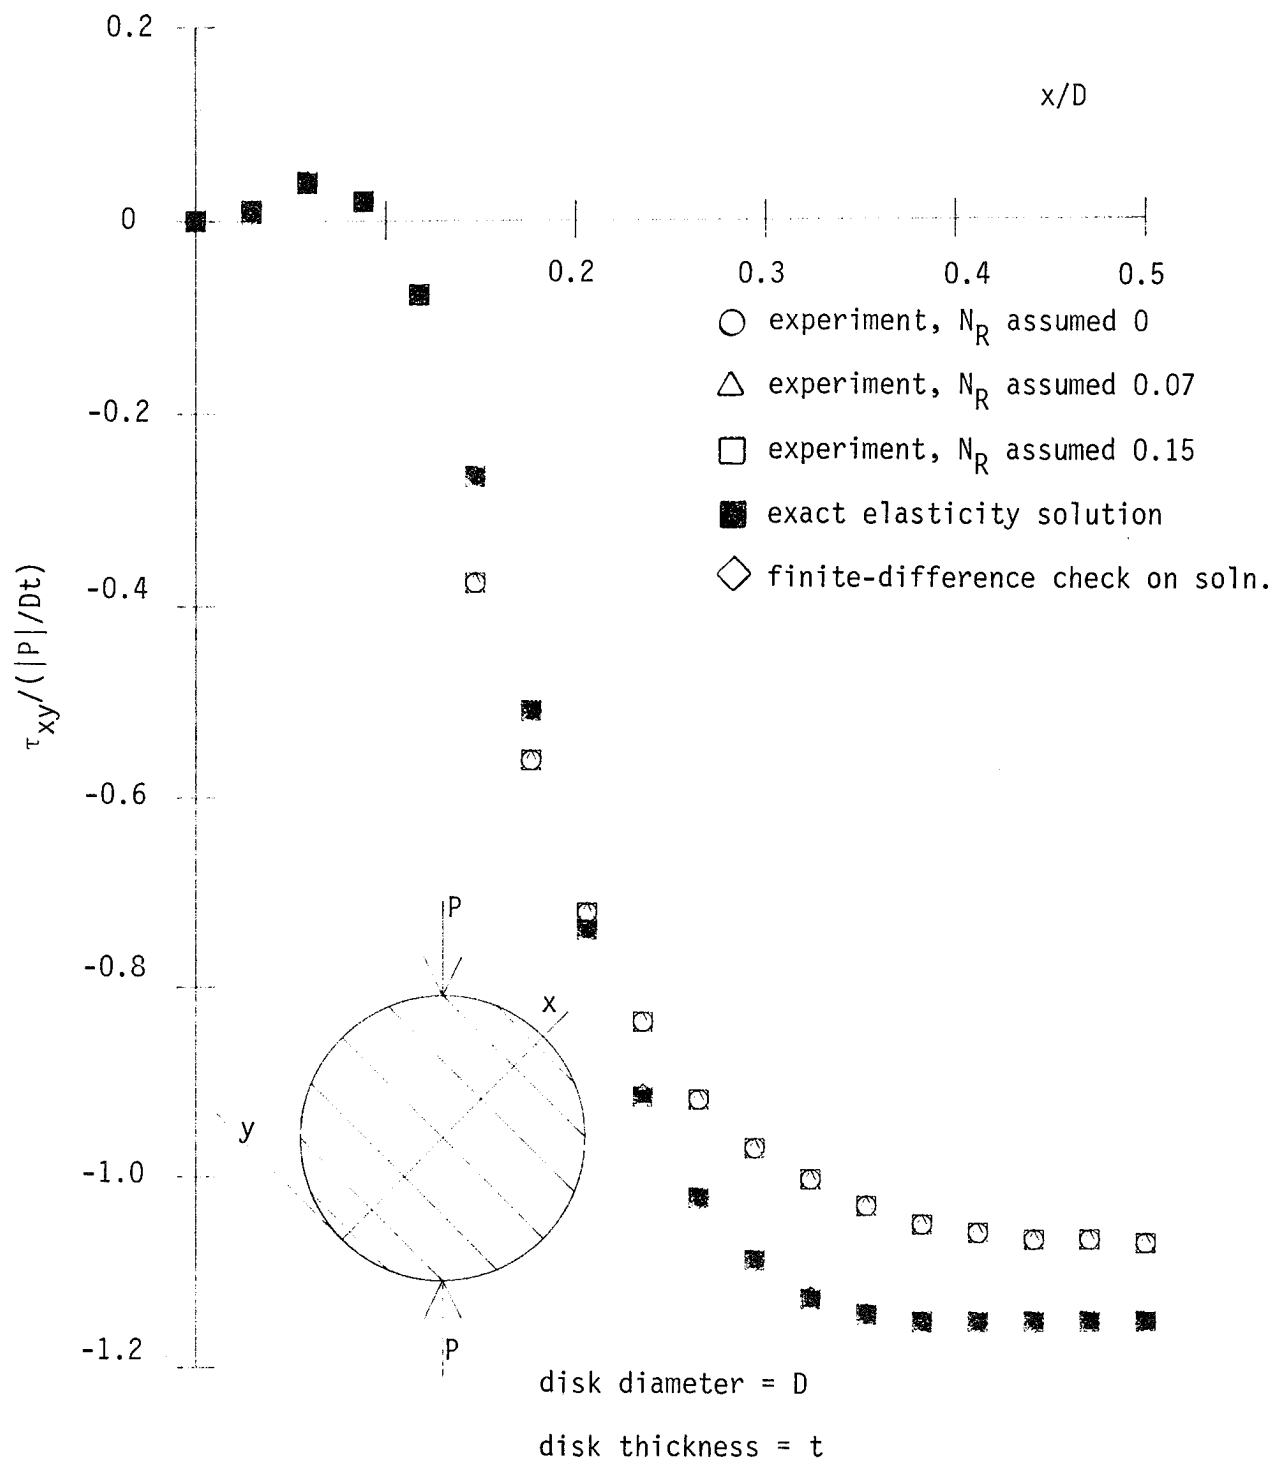 0.2
x/D
0
0.2
0.3
0.4
0.5
experiment, N_R assumed 0
-0.2
experiment, N_R assumed 0.07
experiment, N_R assumed 0.15
exact elasticity solution
finite-difference check on soln.
-0.4
τ_xy/(|P|/Dt)
-0.6
P
-0.8
x
y
-1.0
P
-1.2
disk diameter = D
disk thickness = t